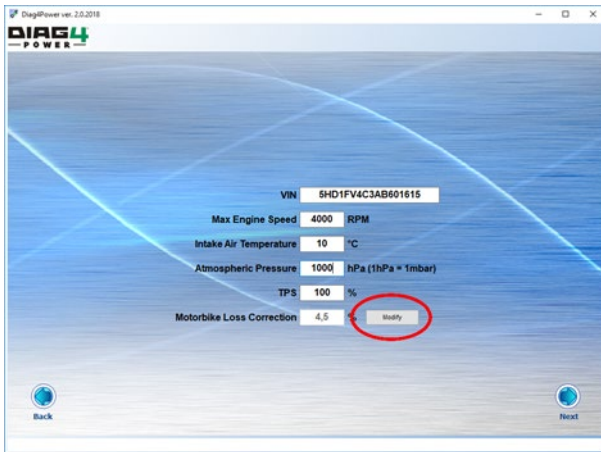 Diag4Power ver. 2.0.2018
DIAG4
POWER
VIN 5HD1FV4C3AB601615
Max Engine Speed 4000 RPM
Intake Air Temperature 10 °C
Atmospheric Pressure 1000 hPa (1hPa = 1mbar)
TPS 100 %
Motorbike Loss Correction 4,5 % Modify
Back Next